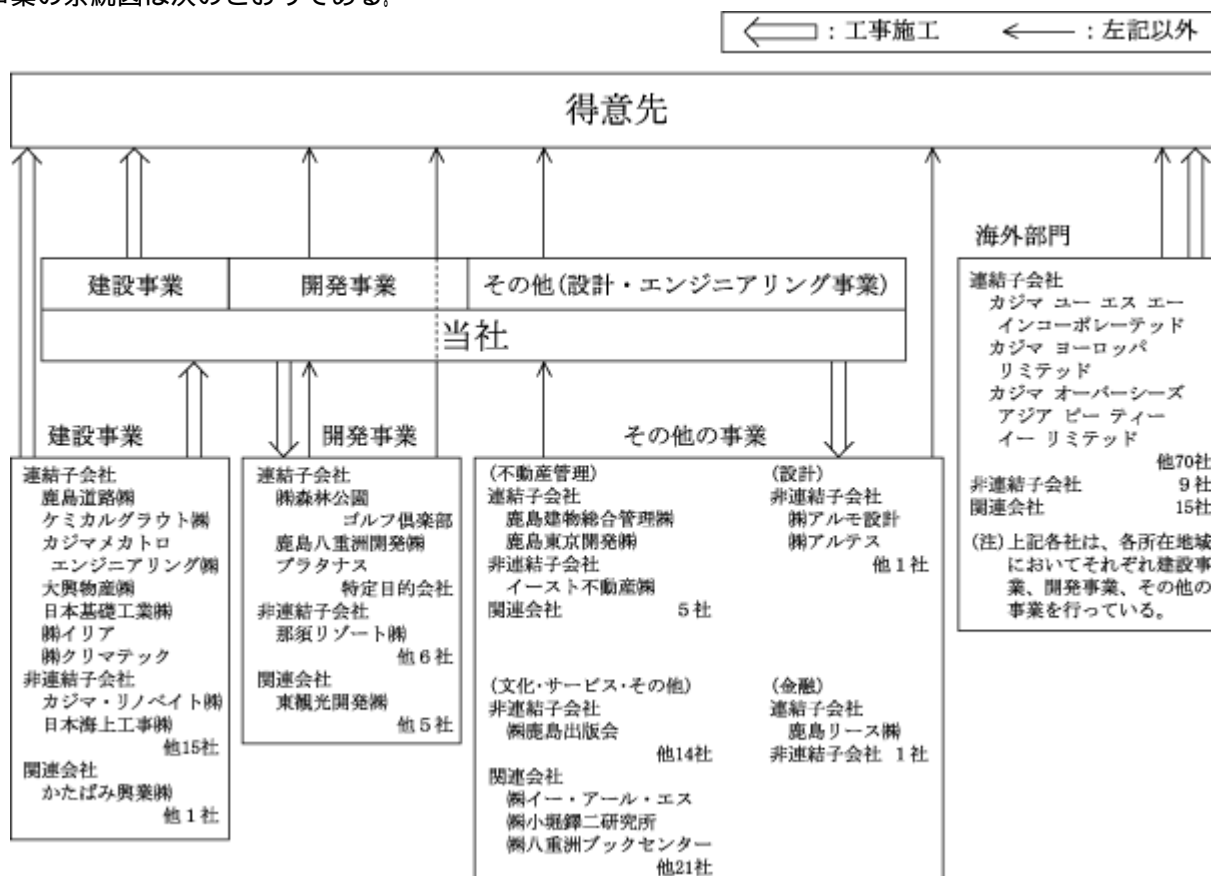 事業の系統図は次のとおりである。
：工事施工　：左記以外
得意先
建設事業　開発事業　その他(設計・エンジニアリング事業)
当社
建設事業
連結子会社
鹿島道路㈱
ケミカルグラウト㈱
カジマメカトロ
エンジニアリング㈱
大興物産㈱
日本基礎工業㈱
㈱イリア
㈱クリマテック
非連結子会社
カジマ・リノベイト㈱
日本海上工事㈱
他15社
関連会社
かたばみ興業㈱
他１社
開発事業
連結子会社
㈱森林公園
ゴルフ倶楽部
鹿島八重洲開発㈱
プラタナス
特定目的会社
非連結子会社
那須リゾート㈱
他６社
関連会社
東観光開発㈱
他５社
その他の事業
(不動産管理)
連結子会社
鹿島建物総合管理㈱
鹿島東京開発㈱
非連結子会社
イースト不動産㈱
関連会社　５社
(設計)
非連結子会社
㈱アルモ設計
㈱アルテス
他１社
(文化・サービス・その他)
非連結子会社
㈱鹿島出版会
他14社
関連会社
㈱イー・アール・エス
㈱小堀鐸二研究所
㈱八重洲ブックセンター
他21社
(金融)
連結子会社
鹿島リース㈱
非連結子会社 １社
海外部門
連結子会社
カジマ ユー エス エー
インコーポレーテッド
カジマ ヨーロッパ
リミテッド
カジマ オーバーシーズ
アジア ピー ティー
イー リミテッド
他70社
非連結子会社　９社
関連会社　15社
(注)上記各社は、各所在地域
においてそれぞれ建設事
業、開発事業、その他の
事業を行っている。